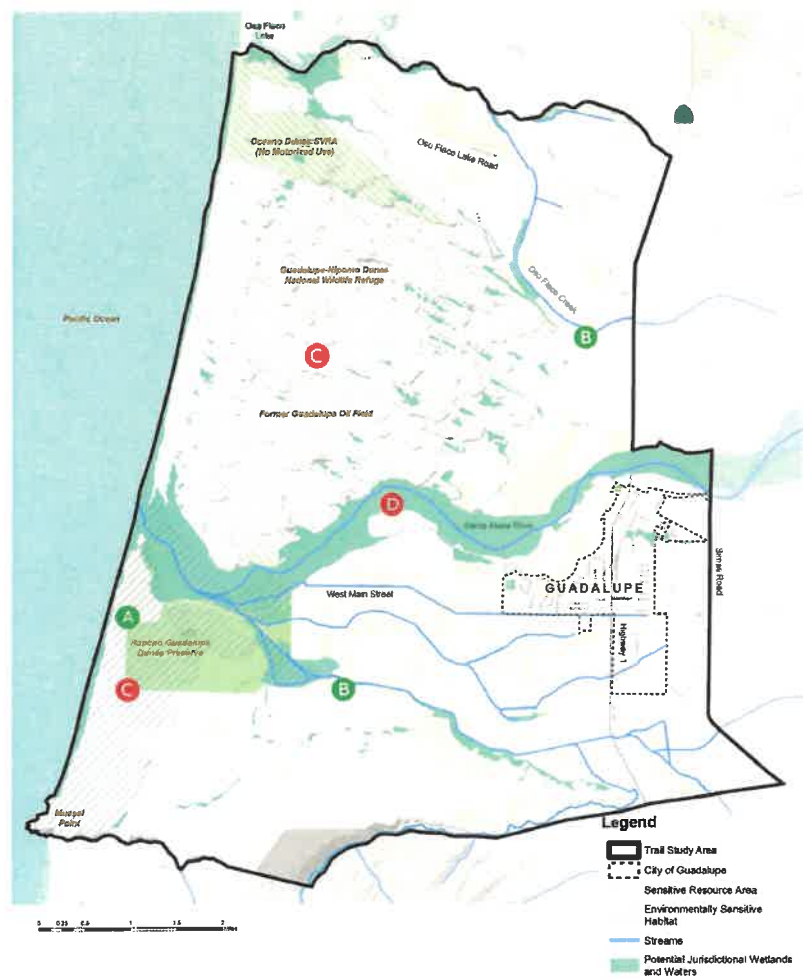 Oso Flaco
Lake
Oceano Dunes SVRA
(No Motorized Use)
Oso Flaco Lake Road
Guadalupe-Nipomo Dunes
National Wildlife Refuge
Oso Flaco Creek
Pacific Ocean
B
C
Former Guadalupe Oil Field
D
Santa Maria River
GUADALUPE
West Main Street
Simas Road
Highway 1
A
Rancho Guadalupe
Dunes Preserve
C
B
Mussel
Point
Legend
Trail Study Area
City of Guadalupe
Sensitive Resource Area
Environmentally Sensitive
Habitat
Streams
Potential Jurisdictional Wetlands
and Waters
0 0.25 0.5 1 1.5 2
Miles